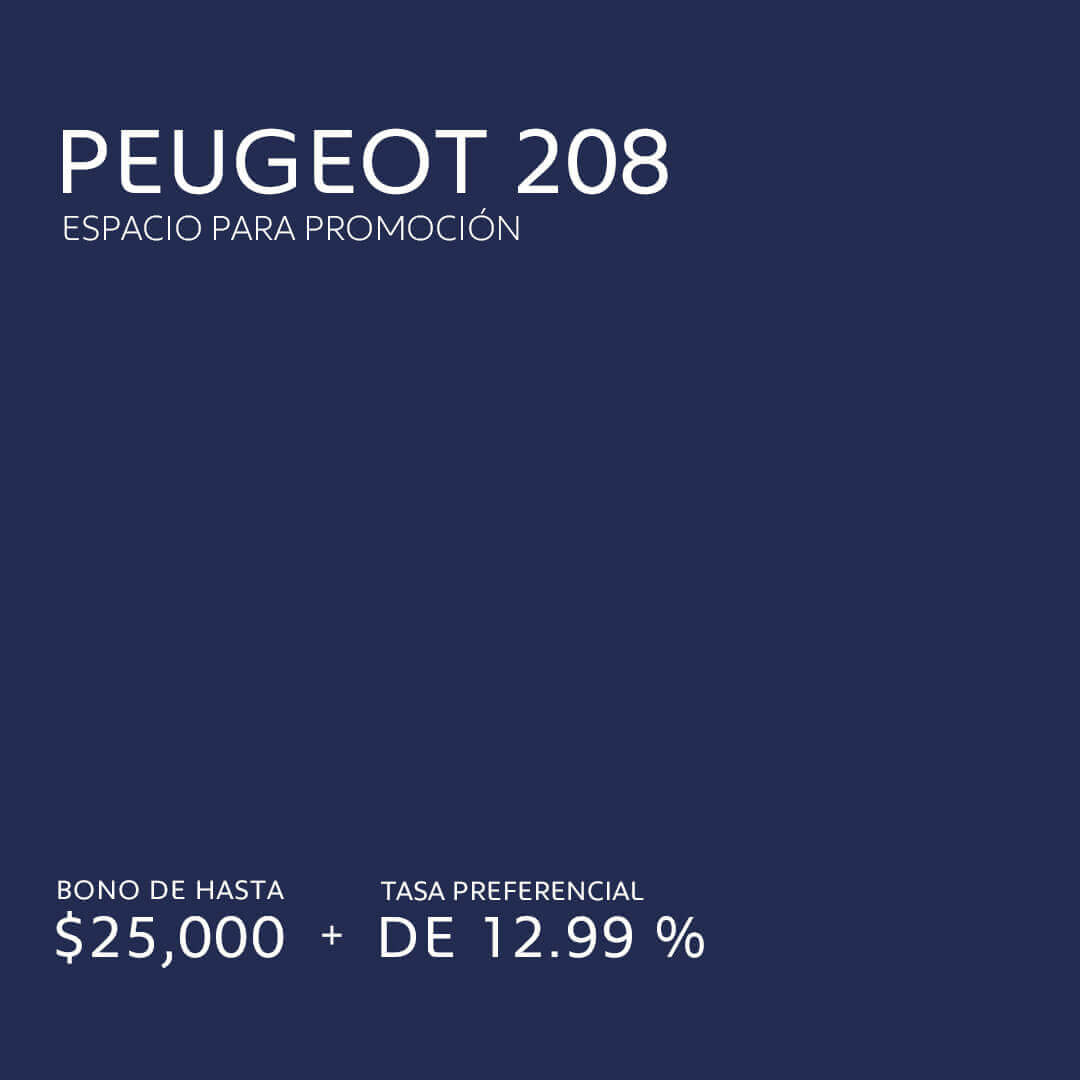 PEUGEOT 208
ESPACIO PARA PROMOCIÓN
BONO DE HASTA
$25,000 +
TASA PREFERENCIAL
DE 12.99 %